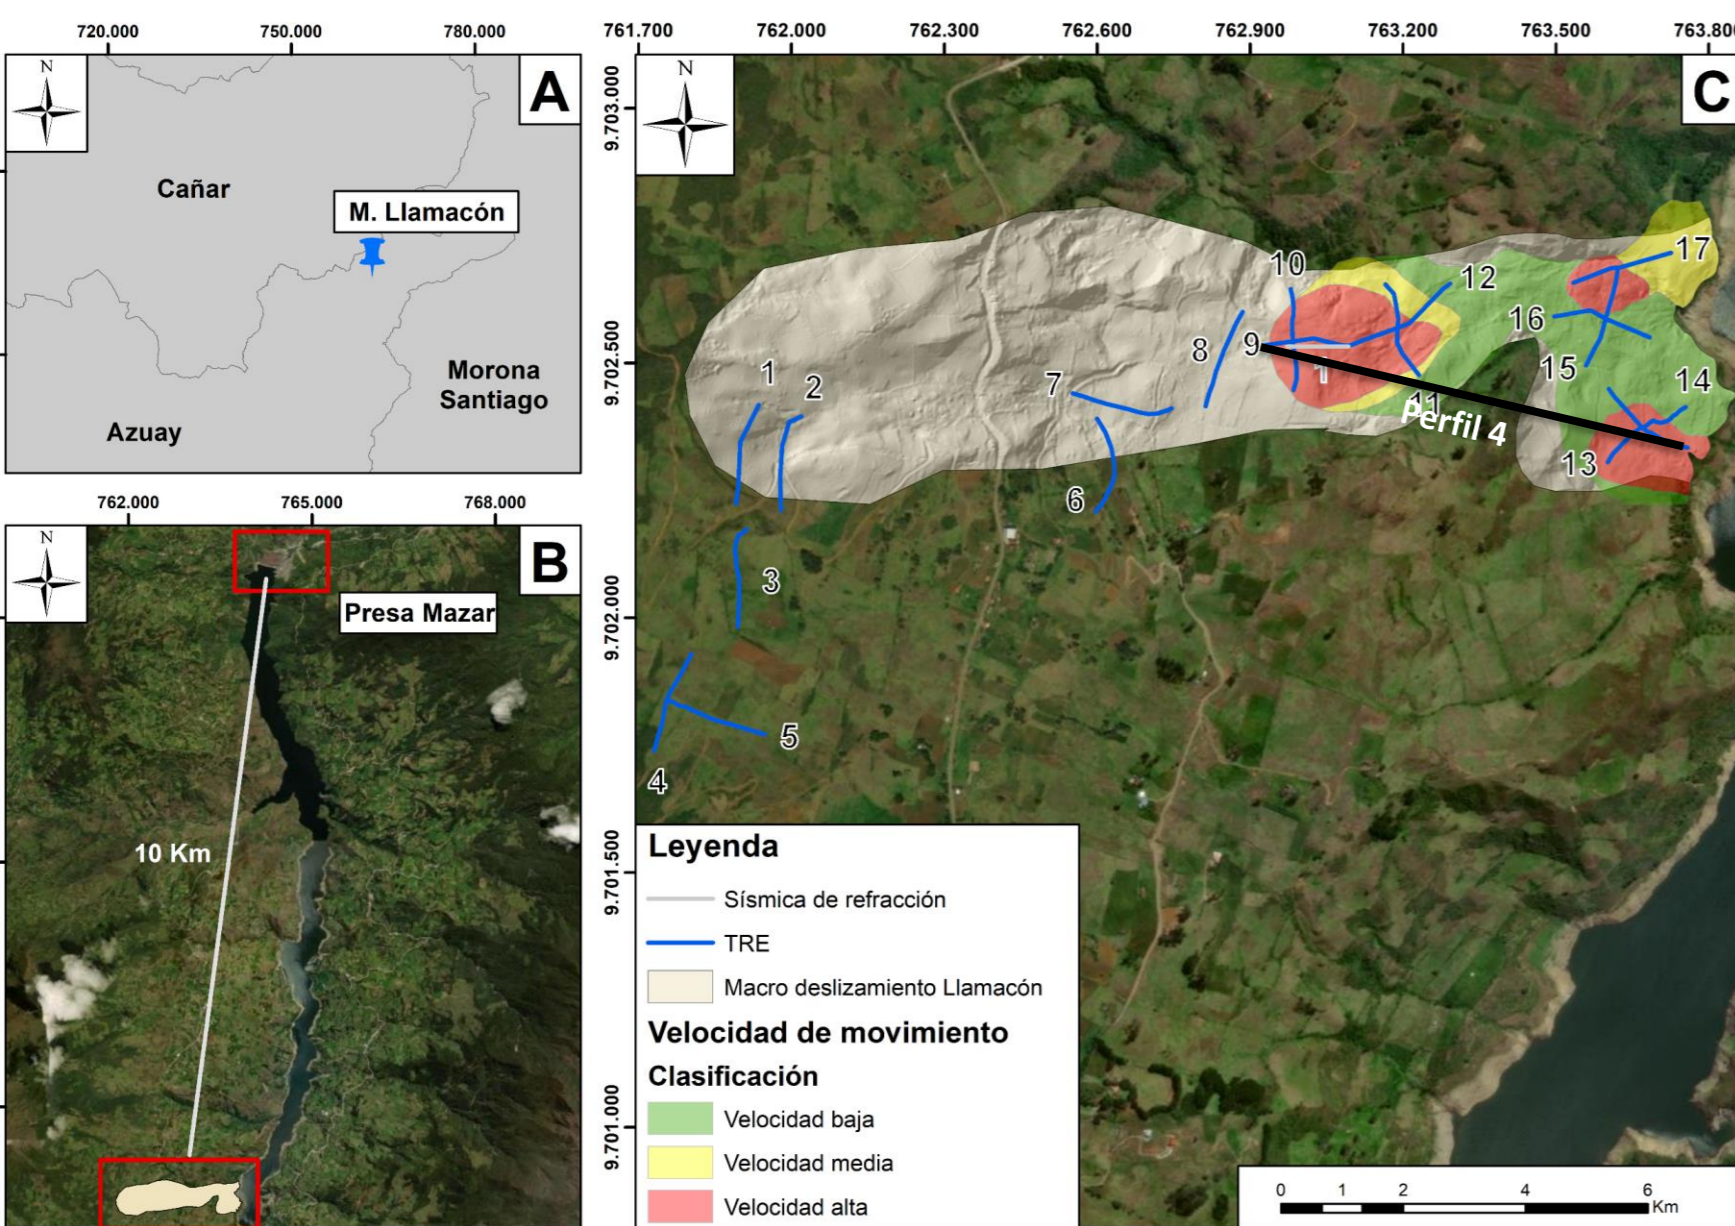 720.000 750.000 780.000
N
A
Cañar
M. Llamacón
Morona
Santiago
Azuay
762.000 765.000 768.000
N
B
Presa Mazar
10 Km
761.700 762.000 762.300 762.600 762.900 763.200 763.500 763.800
N
C
9.703.000
9.702.500
9.702.000
9.701.500
9.701.000
17
10
12
16
9
8
1
15
1
2
7
14
11
Perfil 4
13
6
3
5
4
Leyenda
Sísmica de refracción
TRE
Macro deslizamiento Llamacón
Velocidad de movimiento
Clasificación
Velocidad baja
Velocidad media
Velocidad alta
0 1 2 4 6
Km